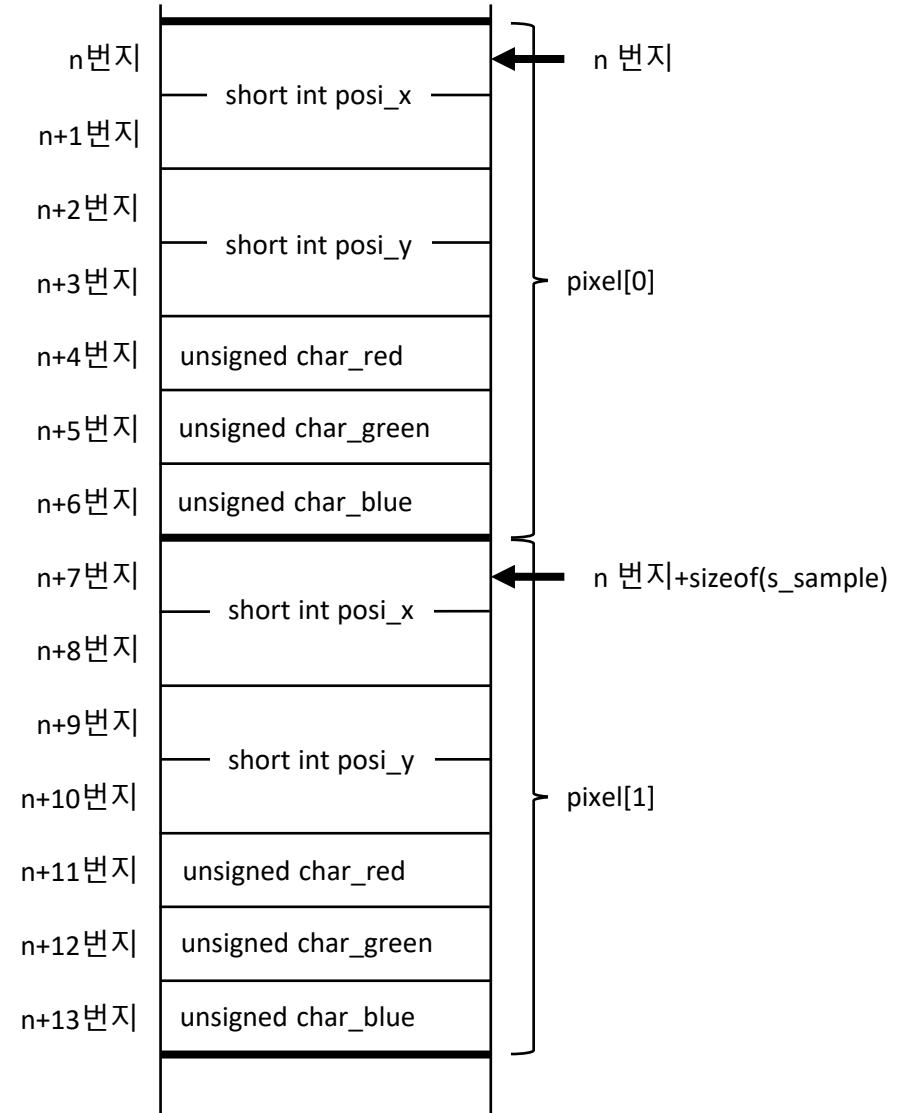 n번지
n 번지
short int posi_x
n+1번지
n+2번지
short int posi_y
n+3번지
pixel[0]
n+4번지
unsigned char_red
n+5번지
unsigned char_green
n+6번지
unsigned char_blue
n+7번지
n 번지+sizeof(s_sample)
short int posi_x
n+8번지
n+9번지
short int posi_y
n+10번지
pixel[1]
n+11번지
unsigned char_red
n+12번지
unsigned char_green
n+13번지
unsigned char_blue